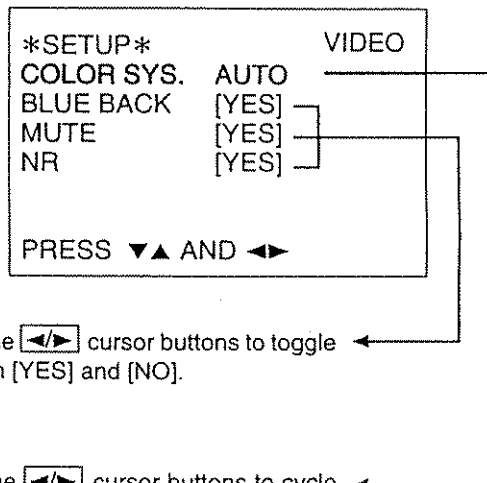 *SETUP* VIDEO
COLOR SYS. AUTO
BLUE BACK [YES]
MUTE [YES]
NR [YES]
PRESS ▼▲ AND ◄►
◄/► cursor buttons to toggle
[YES] and [NO].
◄/► cursor buttons to cycle